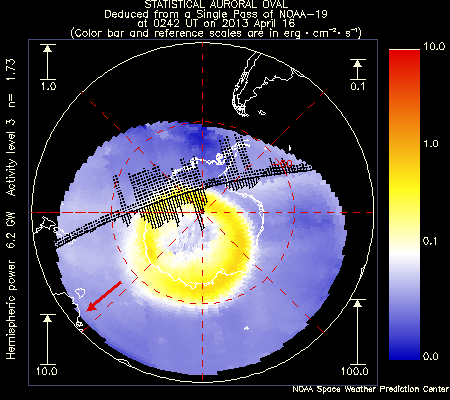 STATISTICAL AURORAL OVAL
Deduced from a Single Pass of NOAA-19
at 0242 UT on 2013 April 16
(Color bar and reference scales are in erg · cm⁻² · s⁻¹)
Hemispheric power 6.2 GW Activity level 3 n= 1.73
1.0
0.1
10.0
100.0
10.0
1.0
0.1
0.0
NOAA Space Weather Prediction Center